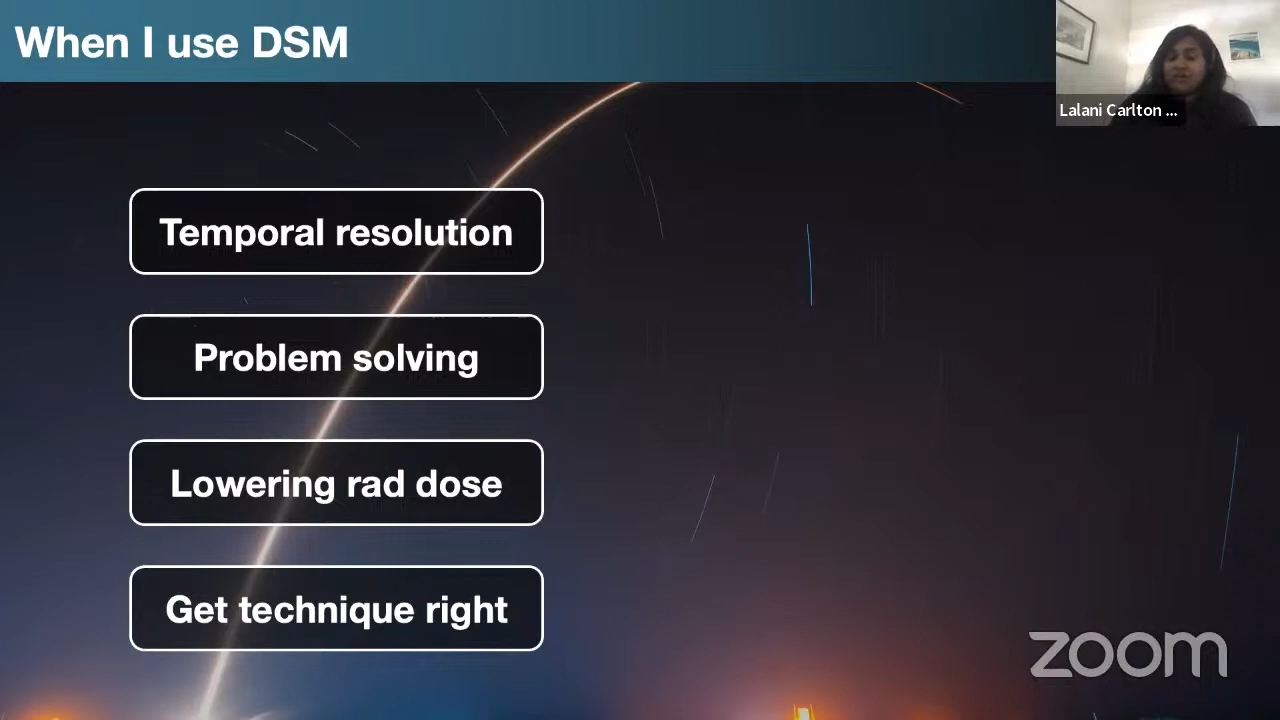 When I use DSM
Lalani Carlton ...
Temporal resolution
Problem solving
Lowering rad dose
Get technique right
zoom